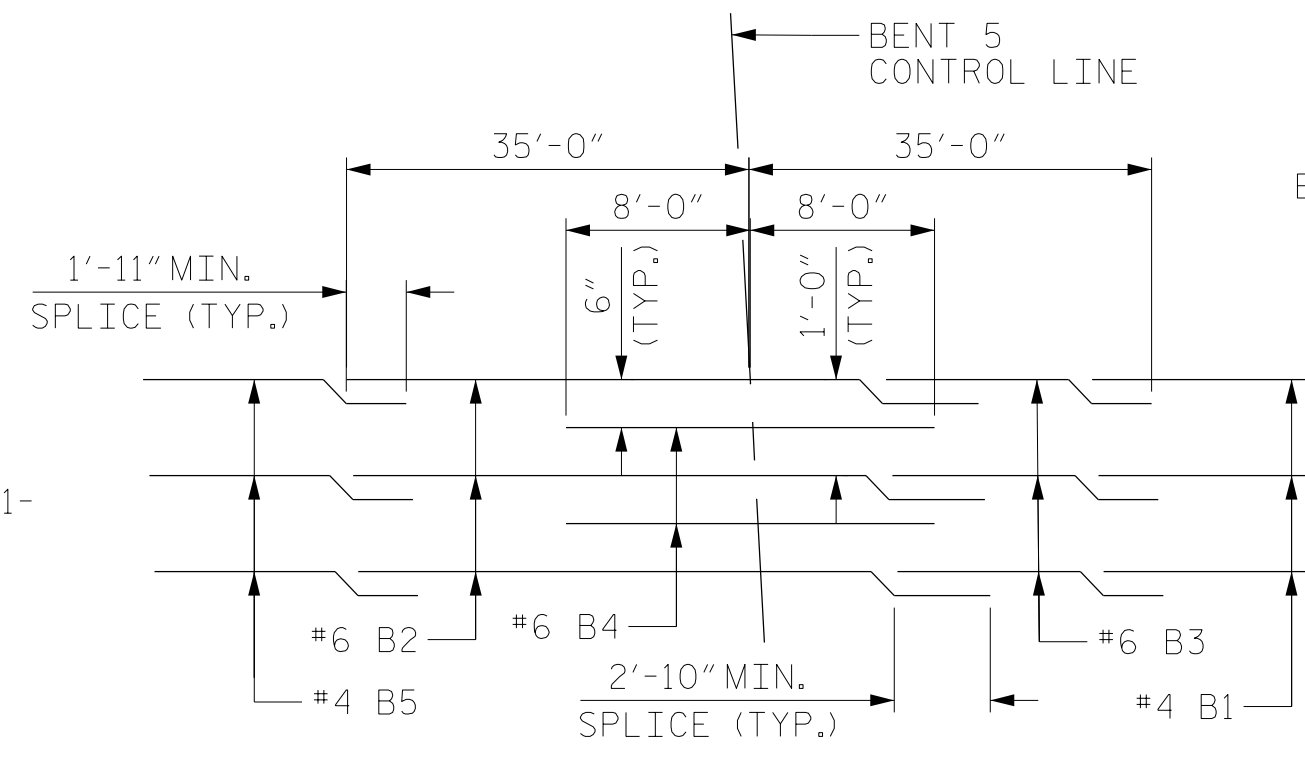 BENT 5
CONTROL LINE
35'-0"
35'-0"
8'-0"
8'-0"
1'-11" MIN.
SPLICE (TYP.)
6"
(TYP.)
1'-0"
(TYP.)
1-
#6 B2
#6 B4
#6 B3
2'-10" MIN.
SPLICE (TYP.)
#4 B5
#4 B1